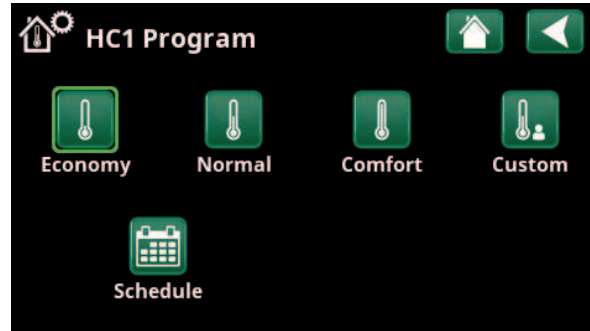 HC1 Program
Economy
Normal
Comfort
Custom
Schedule